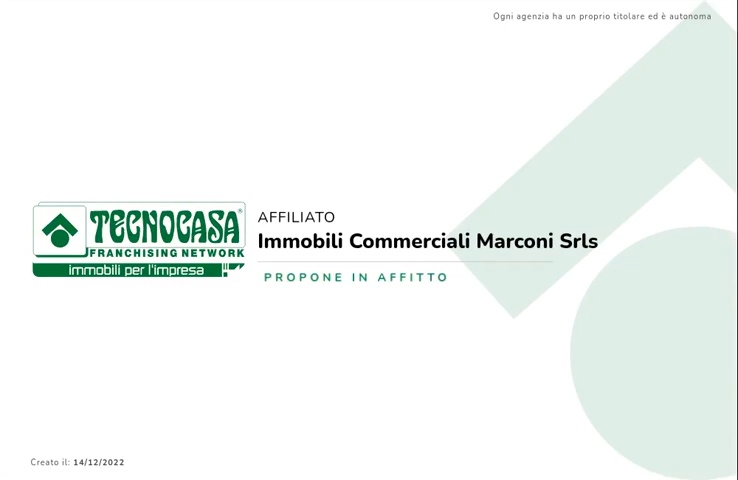 Ogni agenzia ha un proprio titolare ed è autonoma
TECNOCASA®
FRANCHISING NETWORK
immobili per l'impresa
AFFILIATO
Immobili Commerciali Marconi Srls
PROPONE IN AFFITTO
Creato il: 14/12/2022